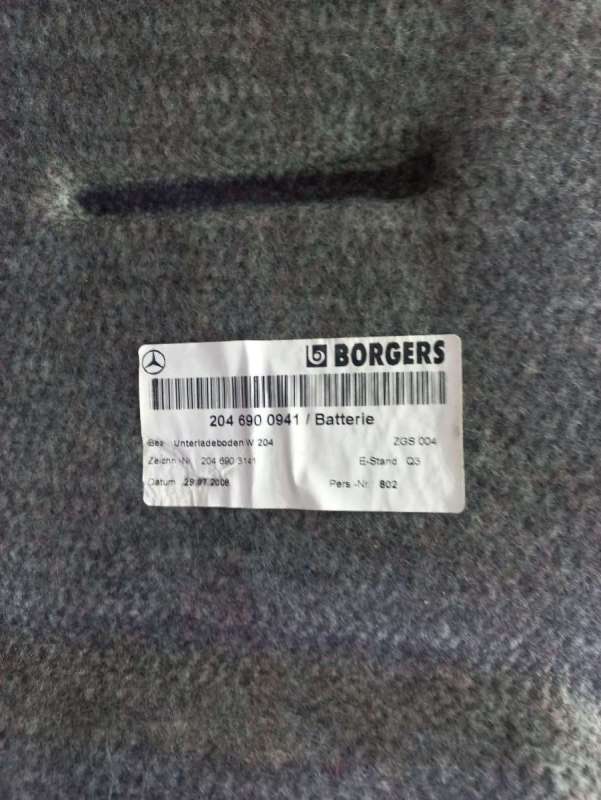 BORGERS
204 690 0941 / Batterie
Bez. Unterladeboden W 204 ZGS 004
Zeichn.-Nr. 204 690 3141 E-Stand Q3
Datum 29.07.2008 Pers.-Nr. 802